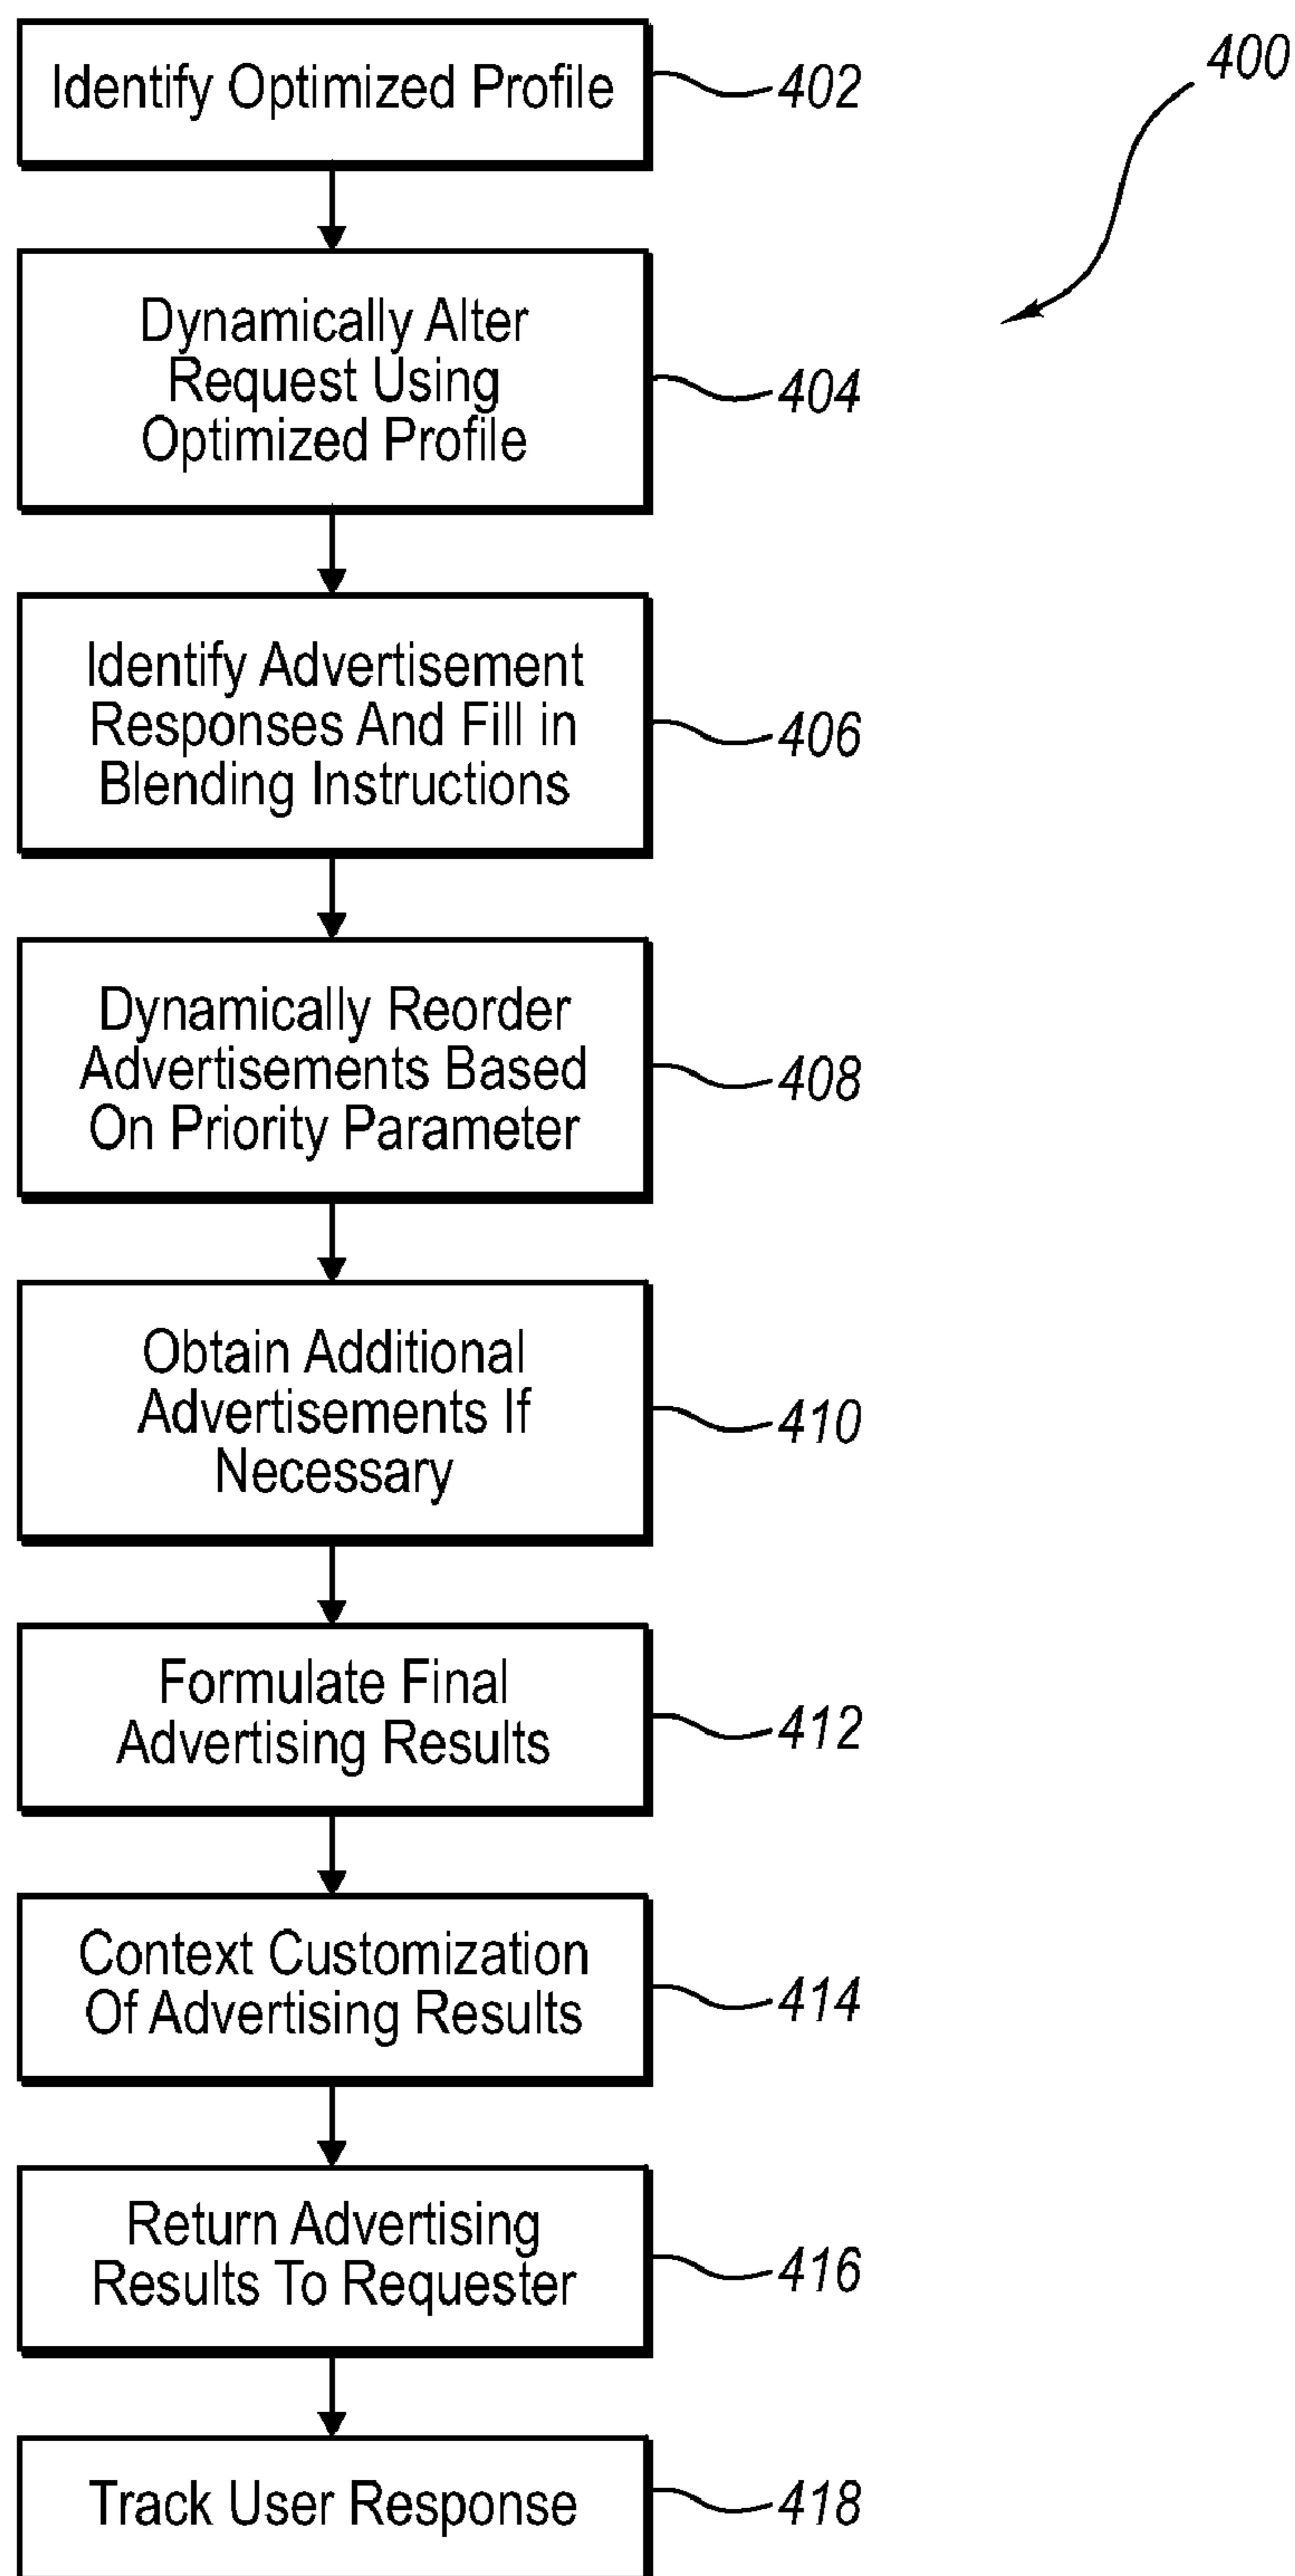 400
Identify Optimized Profile
402
Dynamically Alter
Request Using
Optimized Profile
404
Identify Advertisement
Responses And Fill in
Blending Instructions
406
Dynamically Reorder
Advertisements Based
On Priority Parameter
408
Obtain Additional
Advertisements If
Necessary
410
Formulate Final
Advertising Results
412
Context Customization
Of Advertising Results
414
Return Advertising
Results To Requester
416
Track User Response
418